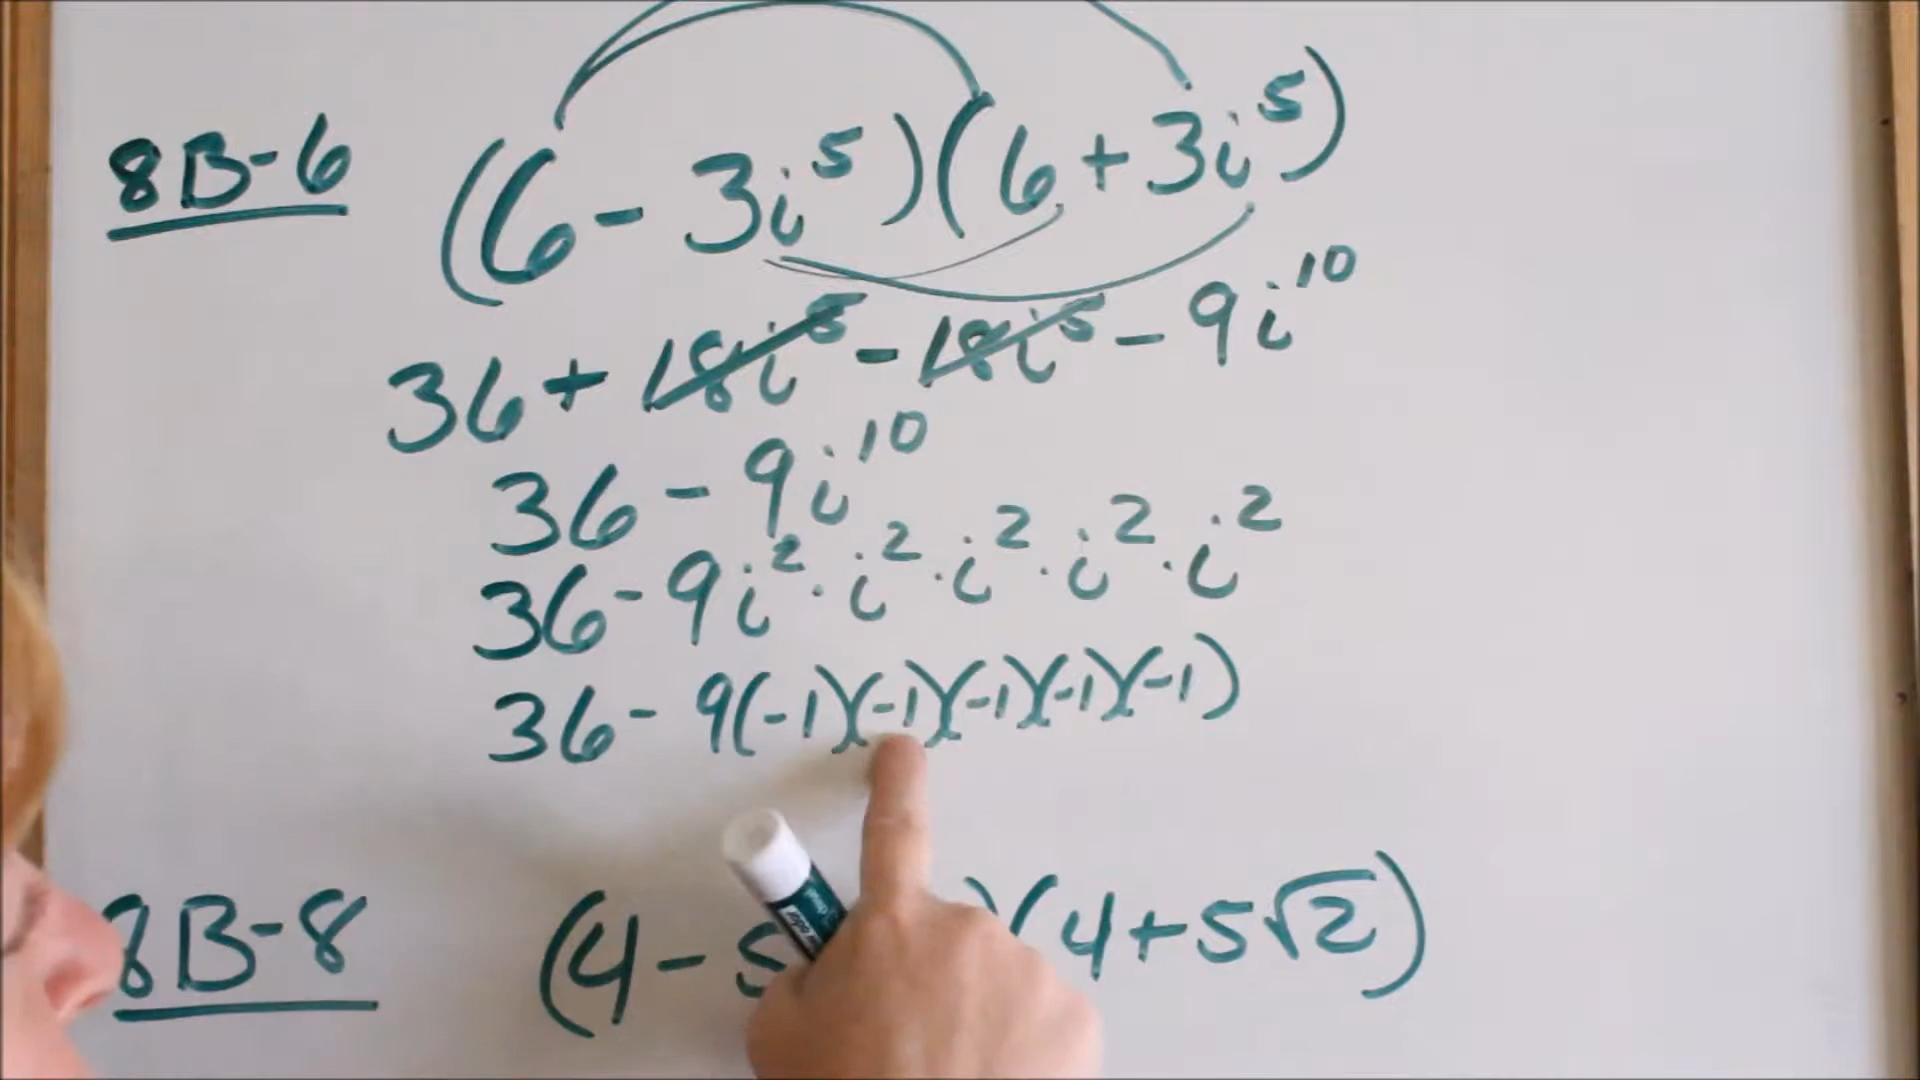 8B-6 (6 - 3i⁵)(6 + 3i⁵)
36 + 18i⁵ - 18i⁵ - 9i¹⁰
36 - 9i¹⁰
36 - 9i² · i² · i² · i² · i²
36 - 9(-1)(-1)(-1)(-1)(-1)
8B-8 (4 - 5 )(4 + 5√2)